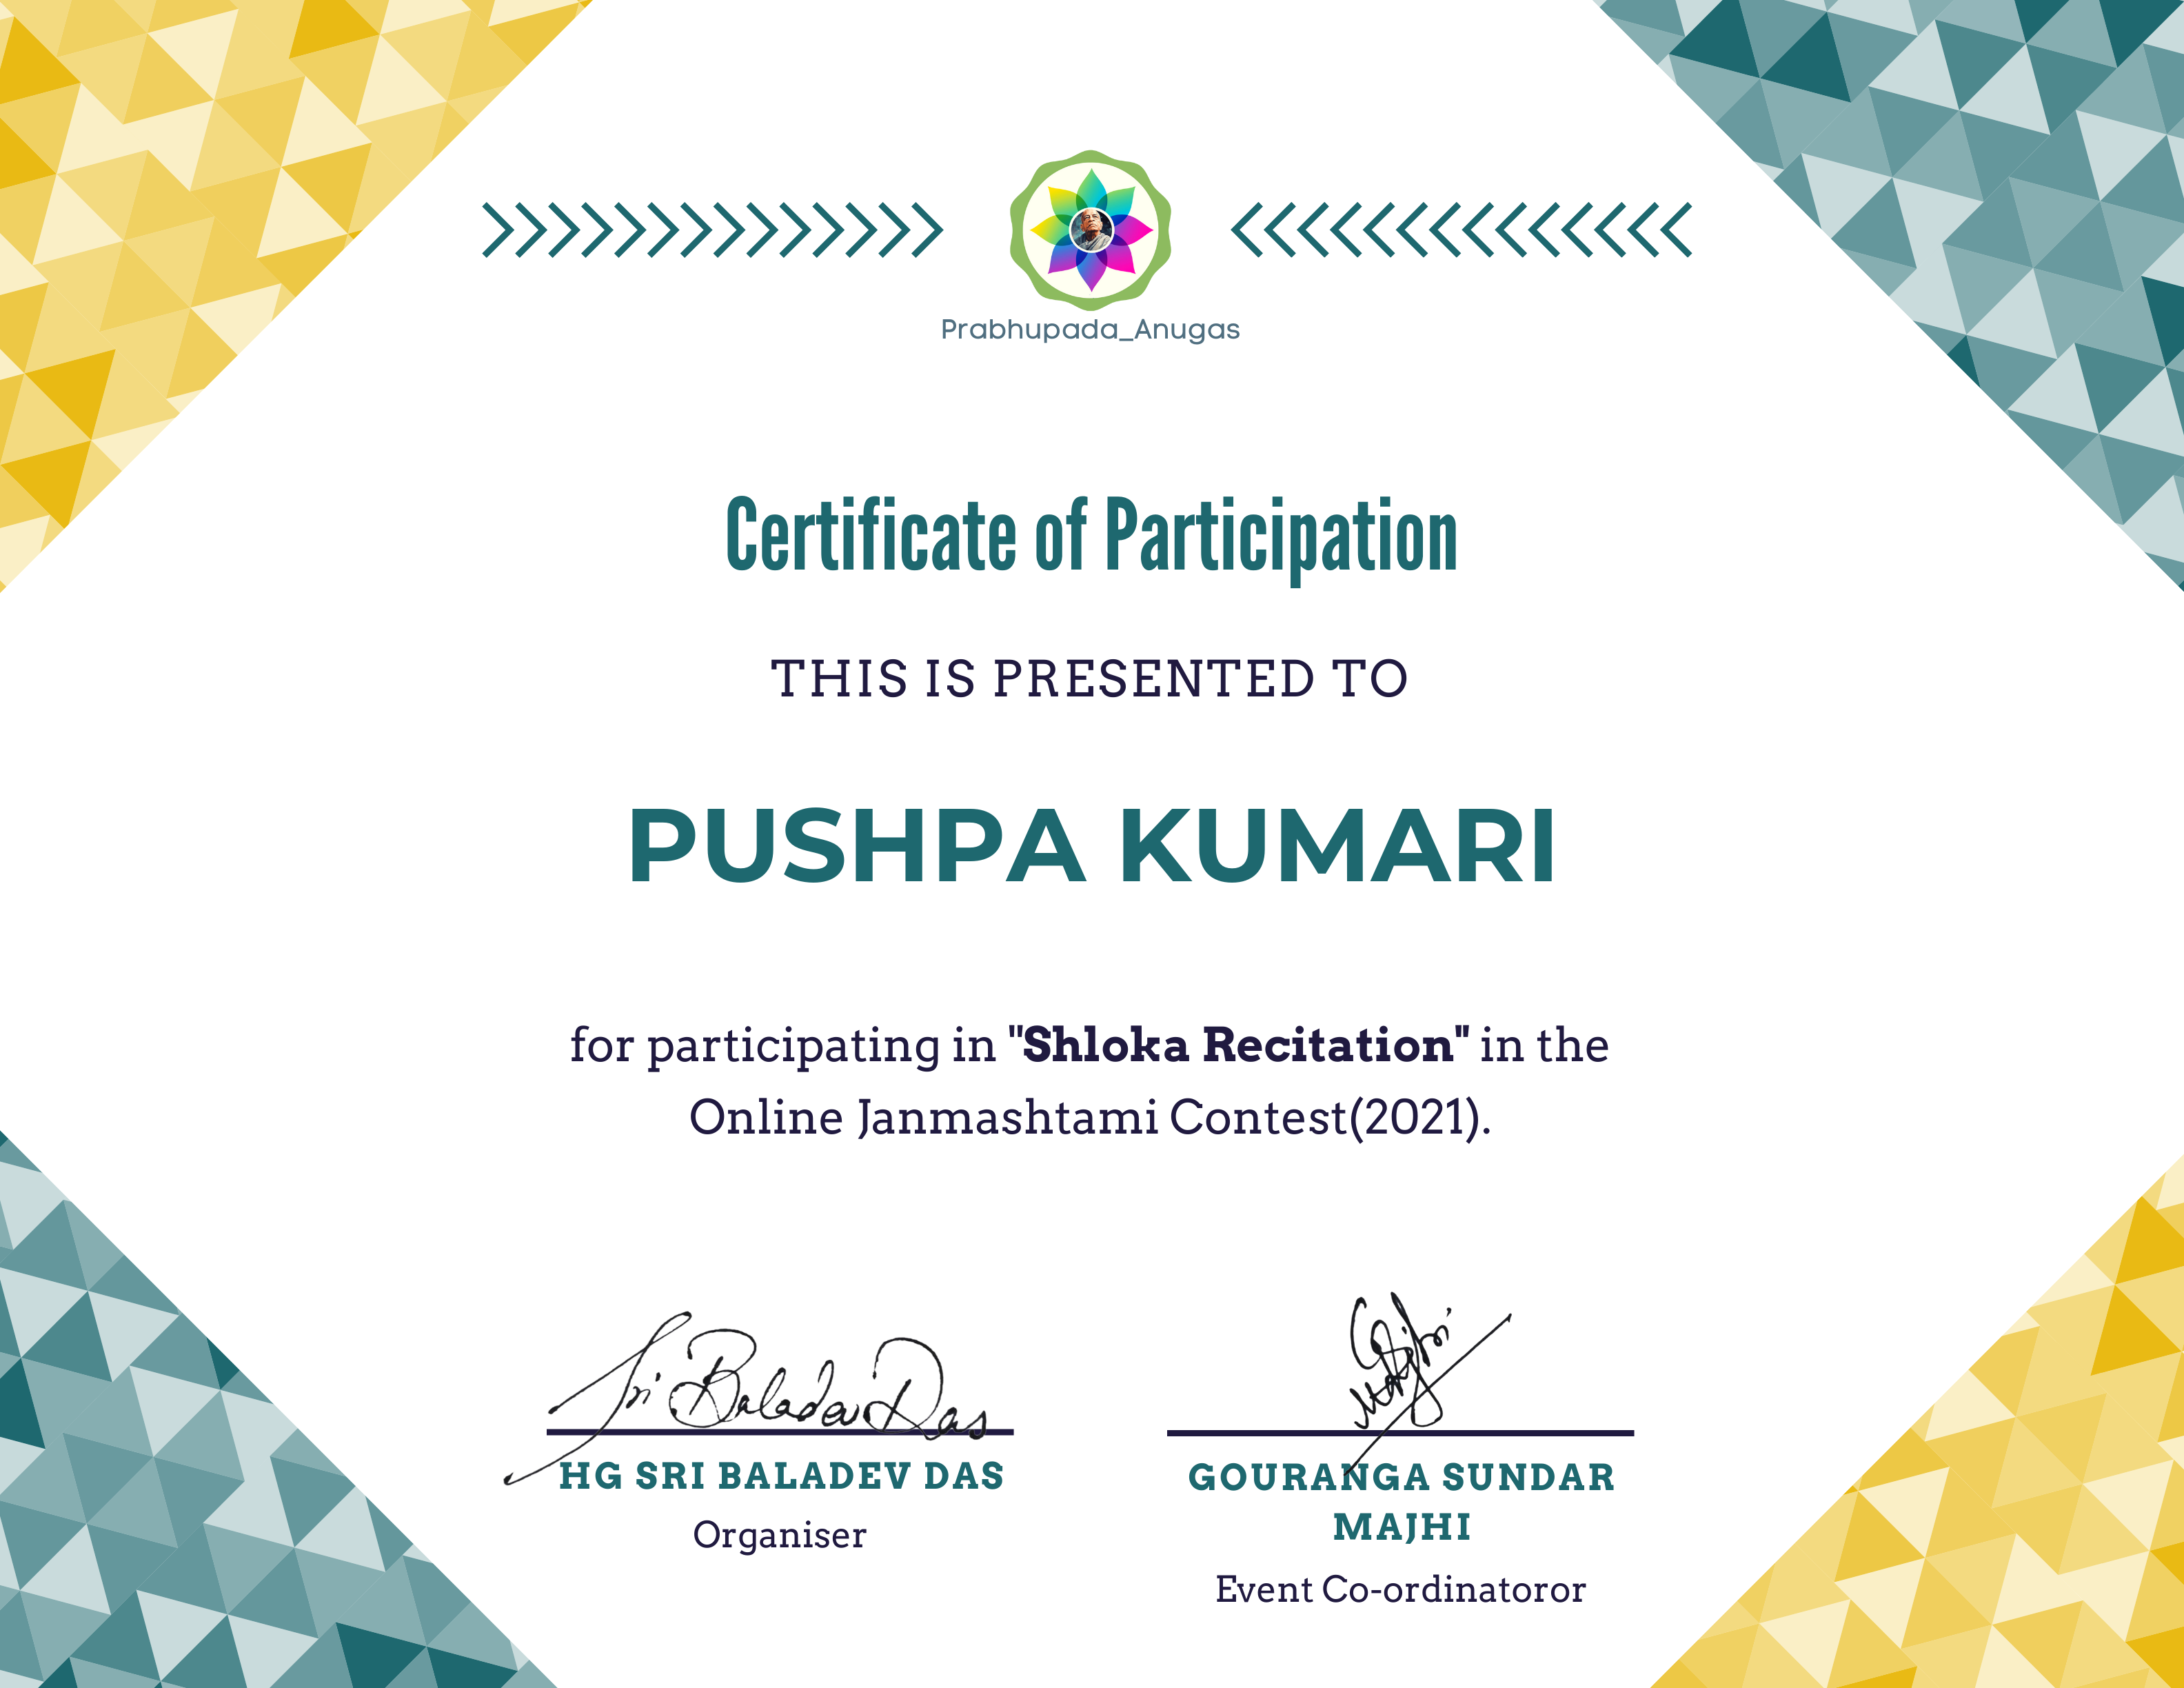 Prabhupada_Anugas
Certificate of Participation
THIS IS PRESENTED TO
PUSHPA KUMARI
for participating in "Shloka Recitation" in the
Online Janmashtami Contest(2021).
Sri Baladev Das
HG SRI BALADEV DAS
Organiser
GOURANGA SUNDAR
MAJHI
Event Co-ordinatoror